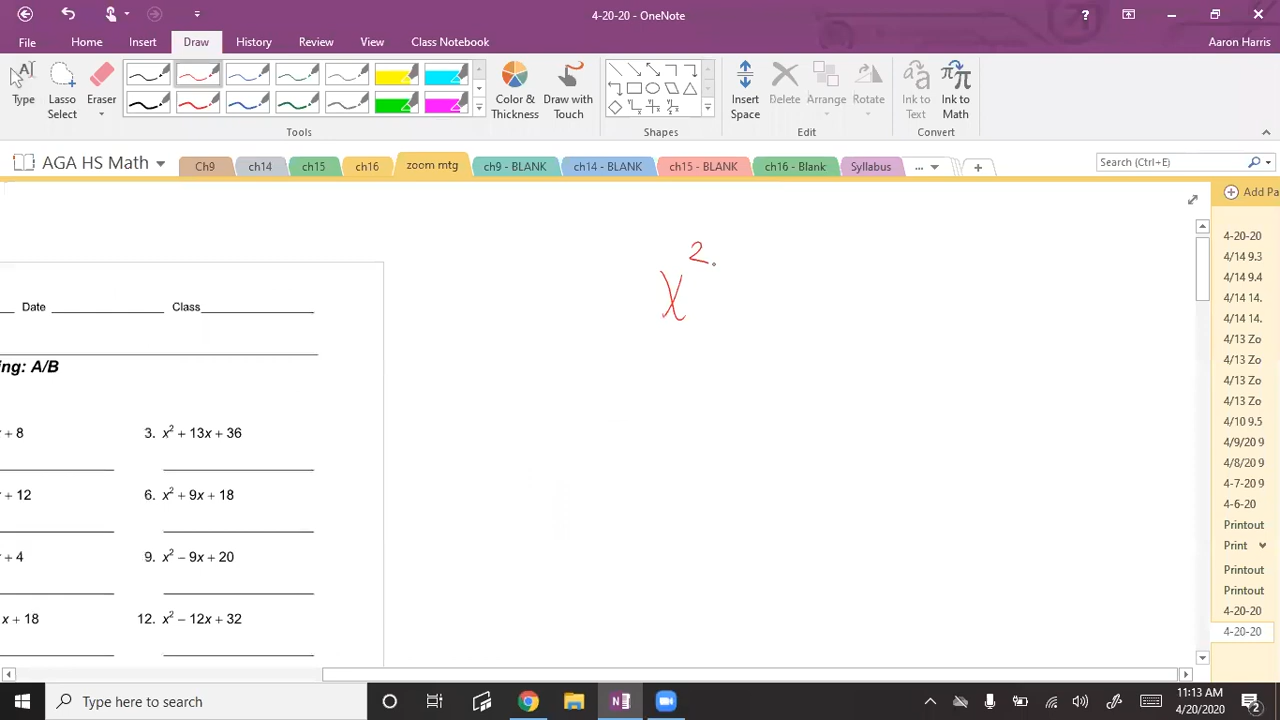 4-20-20 - OneNote
?
File
Home
Insert
Draw
History
Review
View
Class Notebook
Aaron Harris
Type
Lasso Select
Eraser
Color & Thickness
Draw with Touch
Insert Space
Delete
Arrange
Rotate
Ink to Text
Ink to Math
Tools
Shapes
Edit
Convert
AGA HS Math
Ch9
ch14
ch15
ch16
zoom mtg
ch9 - BLANK
ch14 - BLANK
ch15 - BLANK
ch16 - Blank
Syllabus
...
+
Search (Ctrl+E)
Date ____ Class____
ing: A/B
+ 8
3. x² + 13x + 36
+ 12
6. x² + 9x + 18
+ 4
9. x² − 9x + 20
x + 18
12. x² − 12x + 32
x²
Add Pa
4-20-20
4/14 9.3
4/14 9.4
4/14 14.
4/14 14.
4/13 Zo
4/13 Zo
4/13 Zo
4/13 Zo
4/10 9.5
4/9/20 9
4/8/20 9
4-7-20 9
4-6-20
Printout
Print
Printout
Printout
4-20-20
4-20-20
Type here to search
11:13 AM
4/20/2020
2